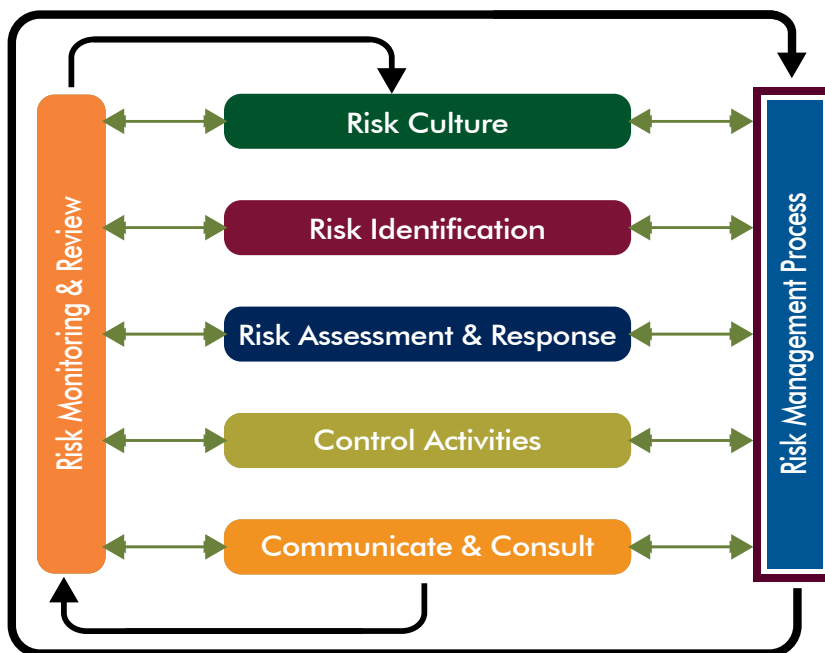 Risk Culture
Risk Identification
Risk Assessment & Response
Control Activities
Communicate & Consult
Risk Monitoring & Review
Risk Management Process